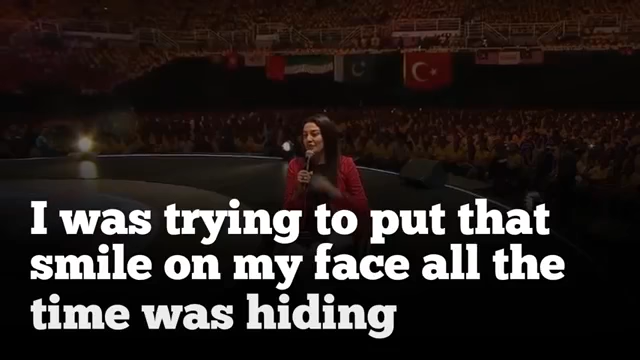 I was trying to put that
smile on my face all the
time was hiding